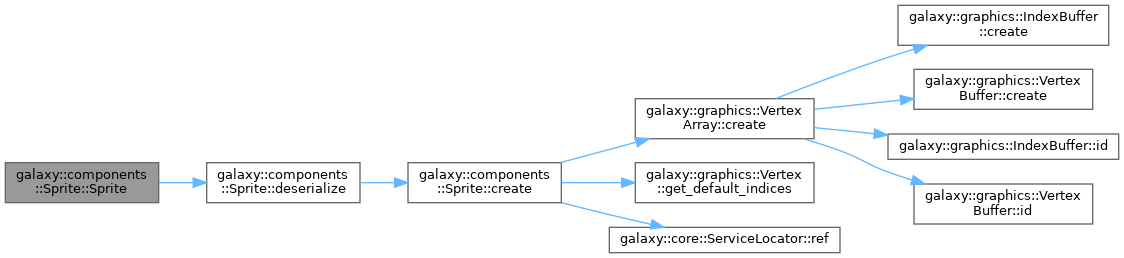 galaxy::components
::Sprite::Sprite
galaxy::components
::Sprite::deserialize
galaxy::components
::Sprite::create
galaxy::graphics::Vertex
Array::create
galaxy::graphics::IndexBuffer
::create
galaxy::graphics::Vertex
Buffer::create
galaxy::graphics::IndexBuffer::id
galaxy::graphics::Vertex
Buffer::id
galaxy::graphics::Vertex
::get_default_indices
galaxy::core::ServiceLocator::ref